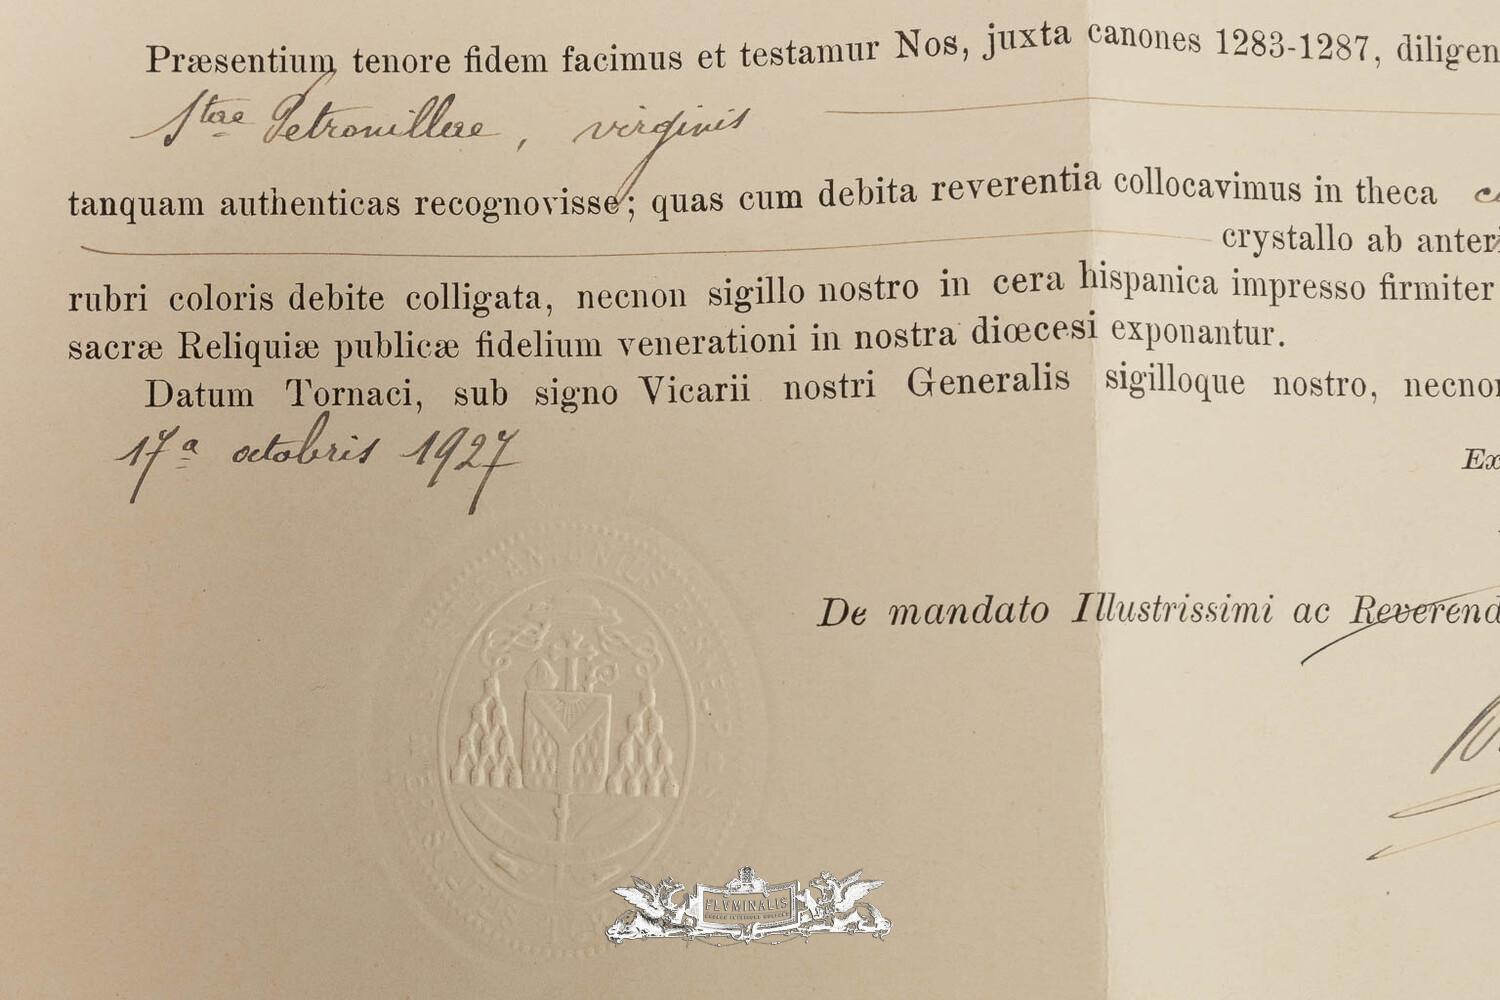 Præsentium tenore fidem facimus et testamur Nos, juxta canones 1283-1287, diligen
Stae Petronillae, virginis
tanquam authenticas recognovisse; quas cum debita reverentia collocavimus in theca
crystallo ab anteri
rubri coloris debite colligata, necnon sigillo nostro in cera hispanica impresso firmiter
sacræ Reliquiæ publicæ fidelium venerationi in nostra diœcesi exponantur.
Datum Tornaci, sub signo Vicarii nostri Generalis sigilloque nostro, necnon
17a octobris 1927
Ex
De mandato Illustrissimi ac Reverend
FLVMINALIS